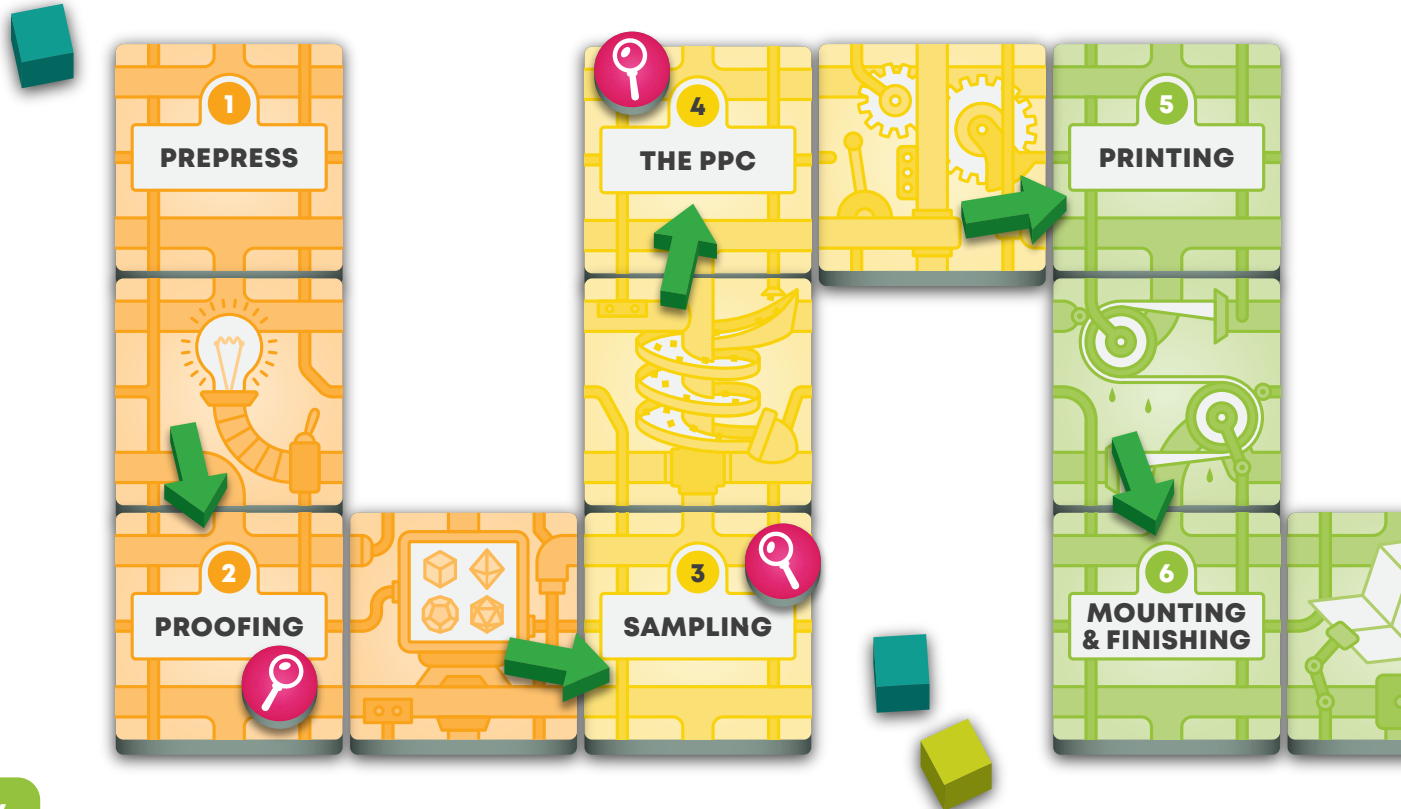 1
PREPRESS
2
PROOFING
3
SAMPLING
4
THE PPC
5
PRINTING
6
MOUNTING
& FINISHING